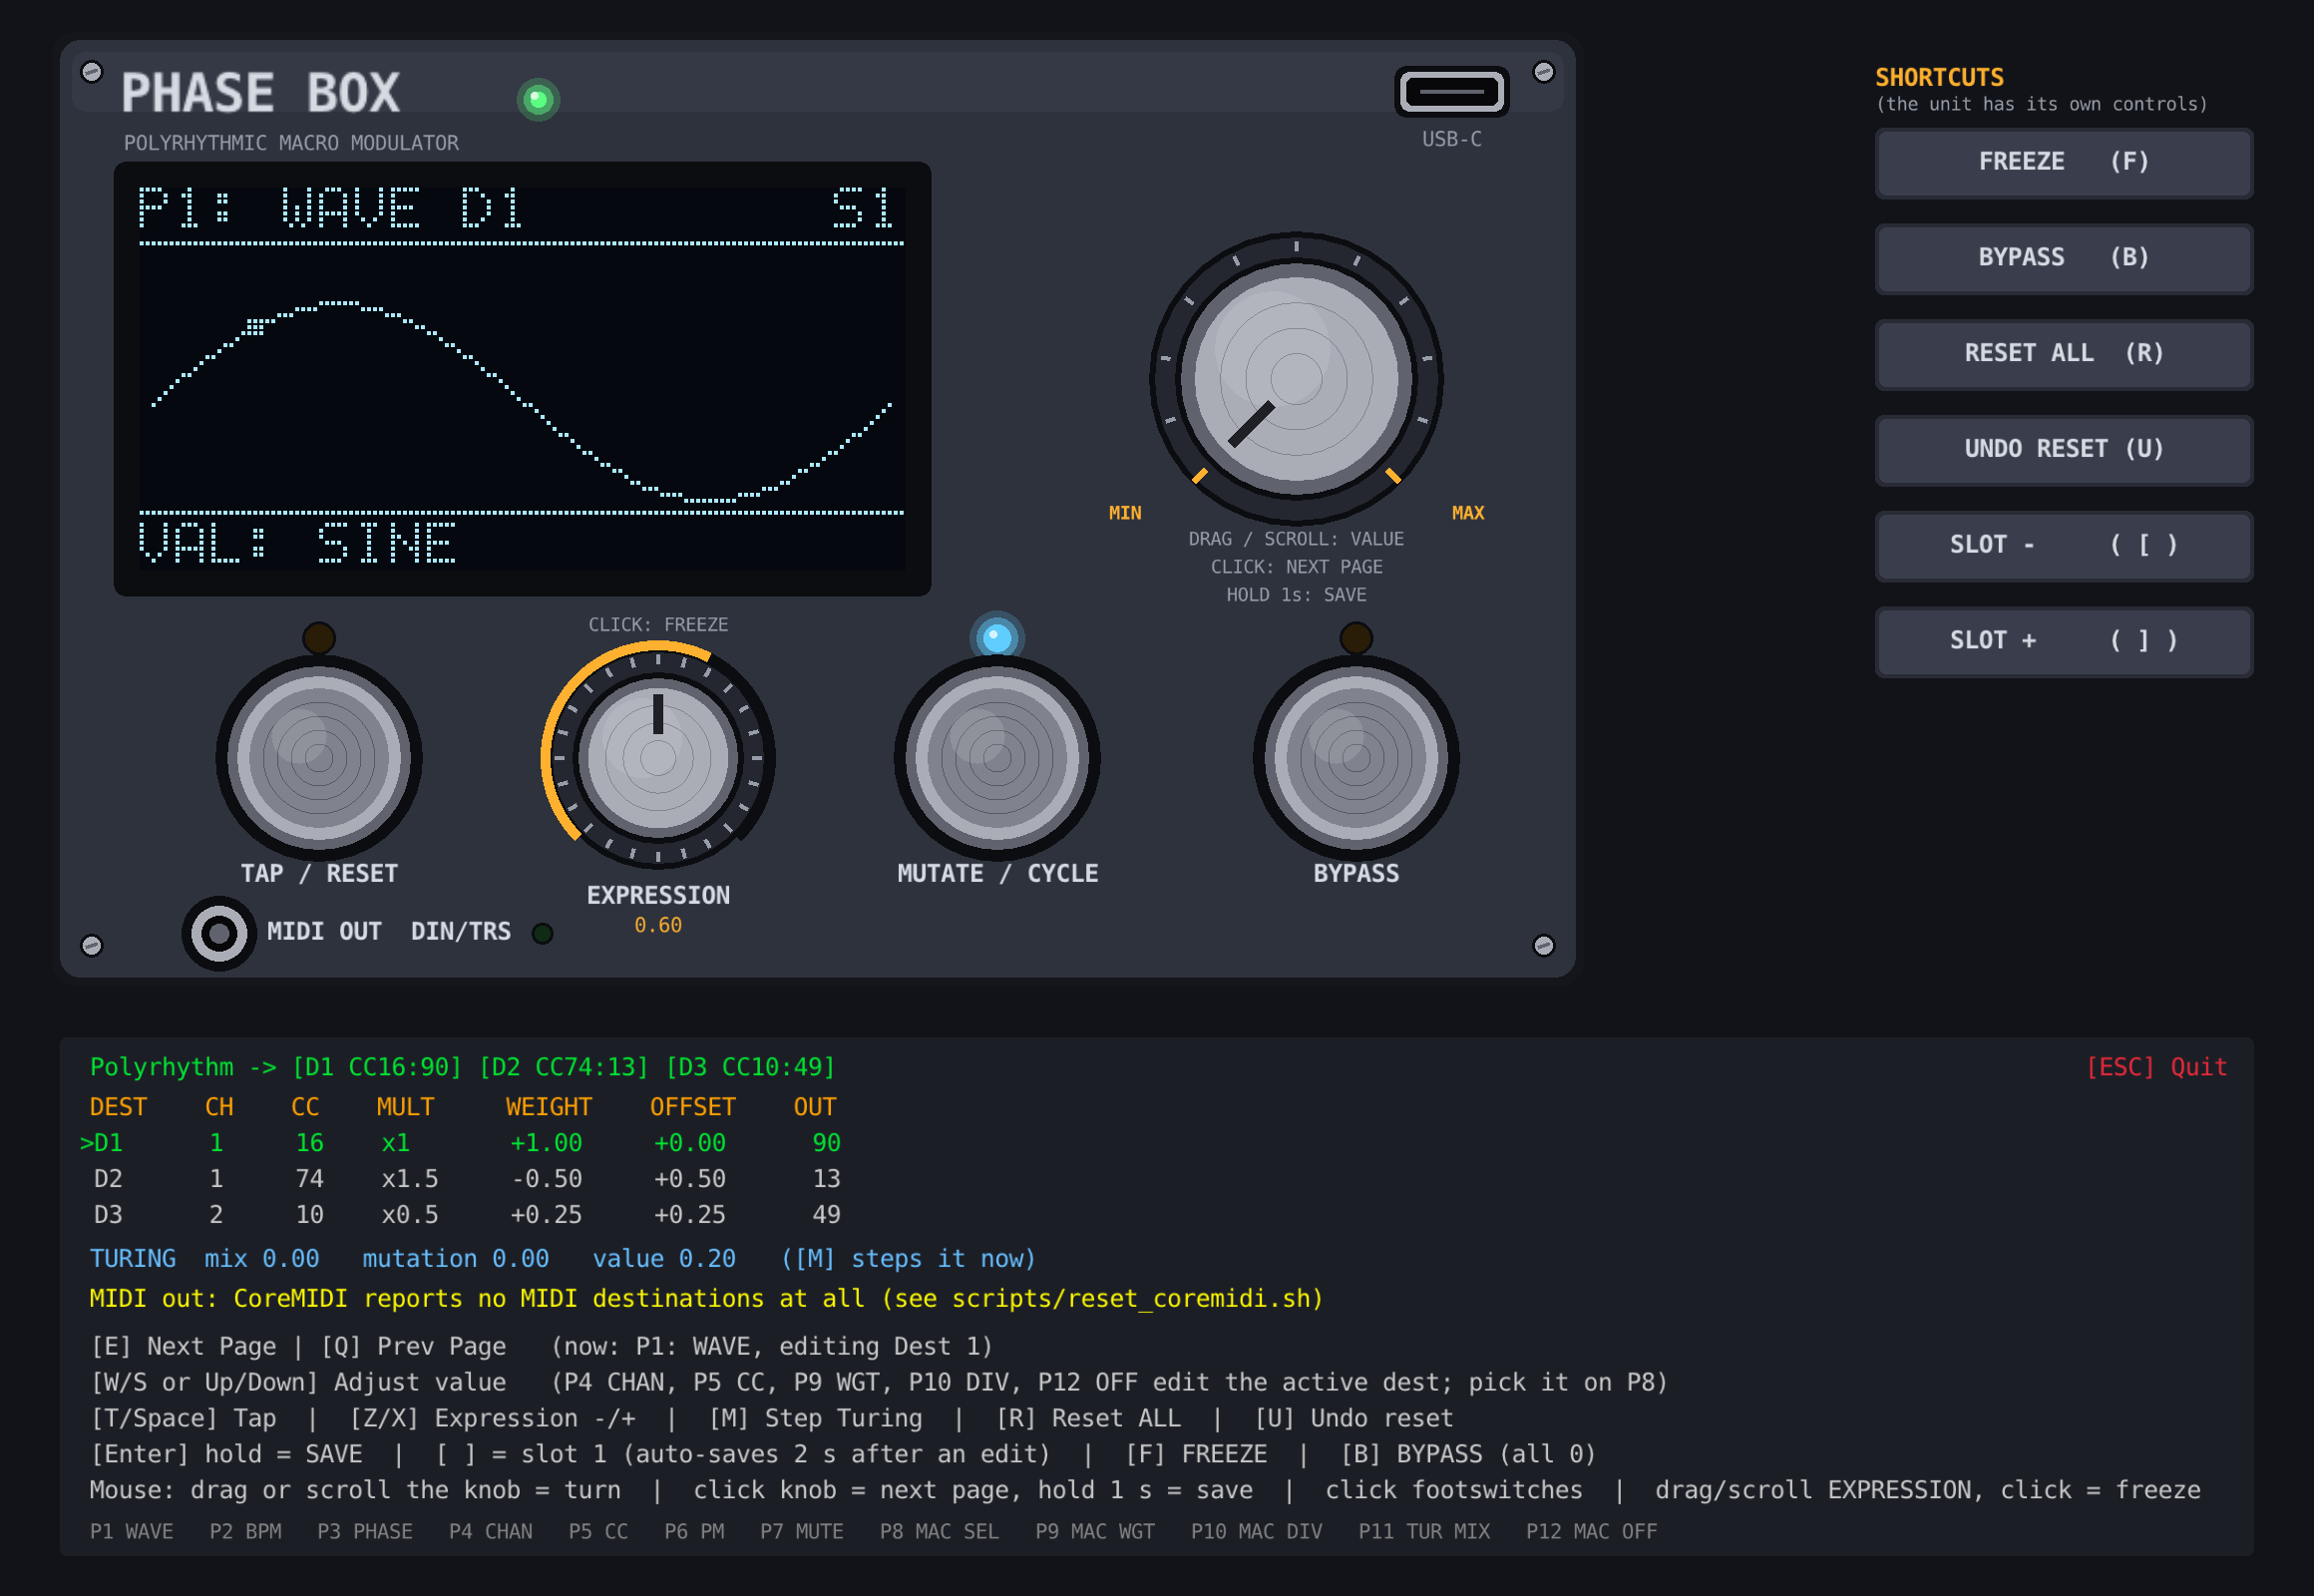 PHASE BOX
POLYRHYTHMIC MACRO MODULATOR
USB-C
P1: WAVE D1 S1
VAL: SINE
MIN MAX
DRAG / SCROLL: VALUE
CLICK: NEXT PAGE
HOLD 1s: SAVE
CLICK: FREEZE
TAP / RESET
EXPRESSION
0.60
MUTATE / CYCLE
BYPASS
MIDI OUT DIN/TRS
SHORTCUTS
(the unit has its own controls)
FREEZE (F)
BYPASS (B)
RESET ALL (R)
UNDO RESET (U)
SLOT - ( [ )
SLOT + ( ] )
Polyrhythm -> [D1 CC16:90] [D2 CC74:13] [D3 CC10:49] [ESC] Quit
DEST CH CC MULT WEIGHT OFFSET OUT
>D1 1 16 x1 +1.00 +0.00 90
D2 1 74 x1.5 -0.50 +0.50 13
D3 2 10 x0.5 +0.25 +0.25 49
TURING mix 0.00 mutation 0.00 value 0.20 ([M] steps it now)
MIDI out: CoreMIDI reports no MIDI destinations at all (see scripts/reset_coremidi.sh)
[E] Next Page | [Q] Prev Page (now: P1: WAVE, editing Dest 1)
[W/S or Up/Down] Adjust value (P4 CHAN, P5 CC, P9 WGT, P10 DIV, P12 OFF edit the active dest; pick it on P8)
[T/Space] Tap | [Z/X] Expression -/+ | [M] Step Turing | [R] Reset ALL | [U] Undo reset
[Enter] hold = SAVE | [ ] = slot 1 (auto-saves 2 s after an edit) | [F] FREEZE | [B] BYPASS (all 0)
Mouse: drag or scroll the knob = turn | click knob = next page, hold 1 s = save | click footswitches | drag/scroll EXPRESSION, click = freeze
P1 WAVE P2 BPM P3 PHASE P4 CHAN P5 CC P6 PM P7 MUTE P8 MAC SEL P9 MAC WGT P10 MAC DIV P11 TUR MIX P12 MAC OFF